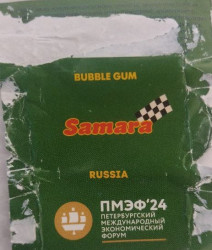 BUBBLE GUM
Samara
RUSSIA
ПМЭФ'24
ПЕТЕРБУРГСКИЙ
МЕЖДУНАРОДНЫЙ
ЭКОНОМИЧЕСКИЙ
ФОРУМ